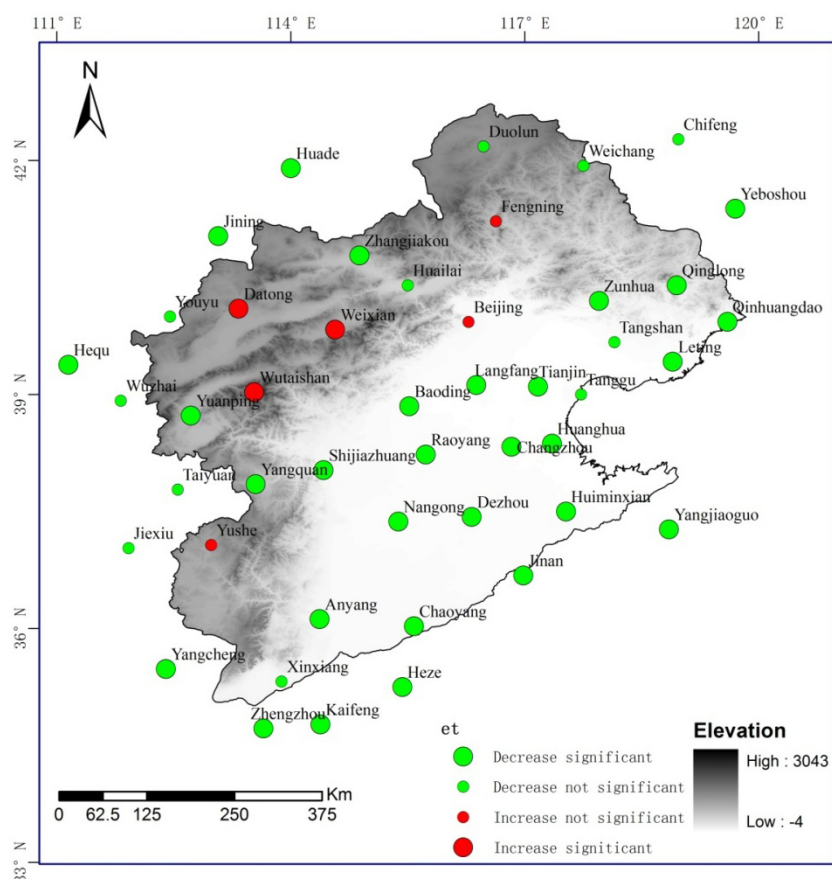 111° E 114° E 117° E 120° E
N
42° N
39° N
36° N
33° N
Duolun
Chifeng
Huade
Weichang
Fengning
Yeboshou
Jining
Zhangjiakou
Huailai
Qinglong
Zunhua
Datong
Youyu
Weixian
Beijing
Qinhuangdao
Tangshan
Hequ
Langfang
Tianjin
Leting
Wutaishan
Tanggu
Wuzhai
Baoding
Yuanping
Huanghua
Raoyang
Changzhou
Shijiazhuang
Yangquan
Taiyuan
Nangong
Dezhou
Huiminxian
Yangjiaoguo
Jiexiu
Yushe
Jinan
Anyang
Chaoyang
Yangcheng
Xinxiang
Heze
Zhengzhou
Kaifeng
et
Decrease significant
Decrease not significant
Increase not significant
Increase signiticant
Elevation
High : 3043
Low : -4
Km
0 62.5 125 250 375